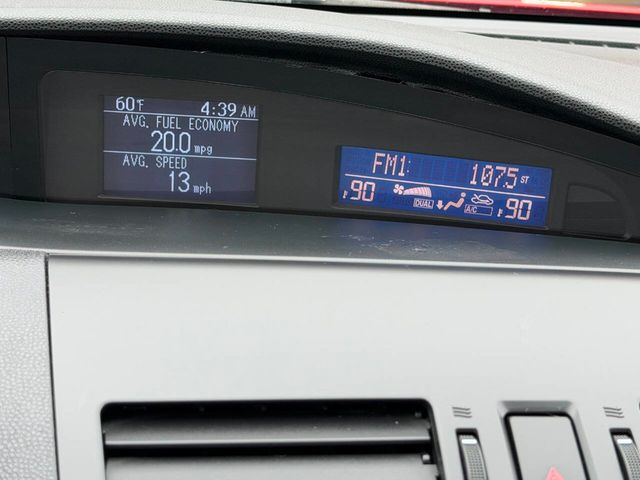 60°F 4:39 AM
AVG. FUEL ECONOMY
20.0 mpg
AVG. SPEED
13 mph
FM1: 107.5 ST
F 90 DUAL A/C F 90